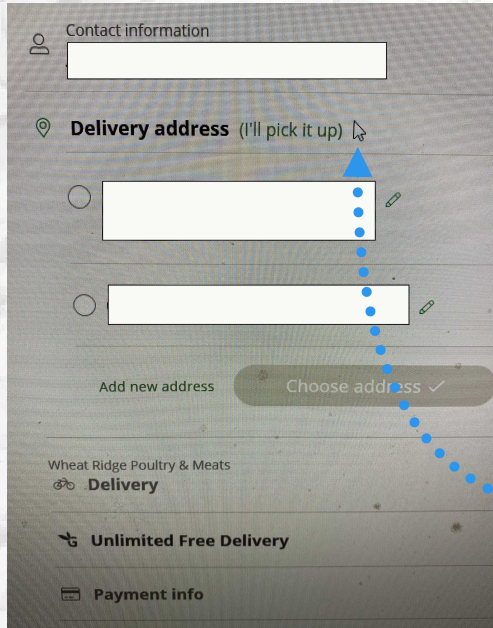 Contact information
Delivery address (I'll pick it up)
Add new address
Choose address
Wheat Ridge Poultry & Meats
Delivery
Unlimited Free Delivery
Payment info